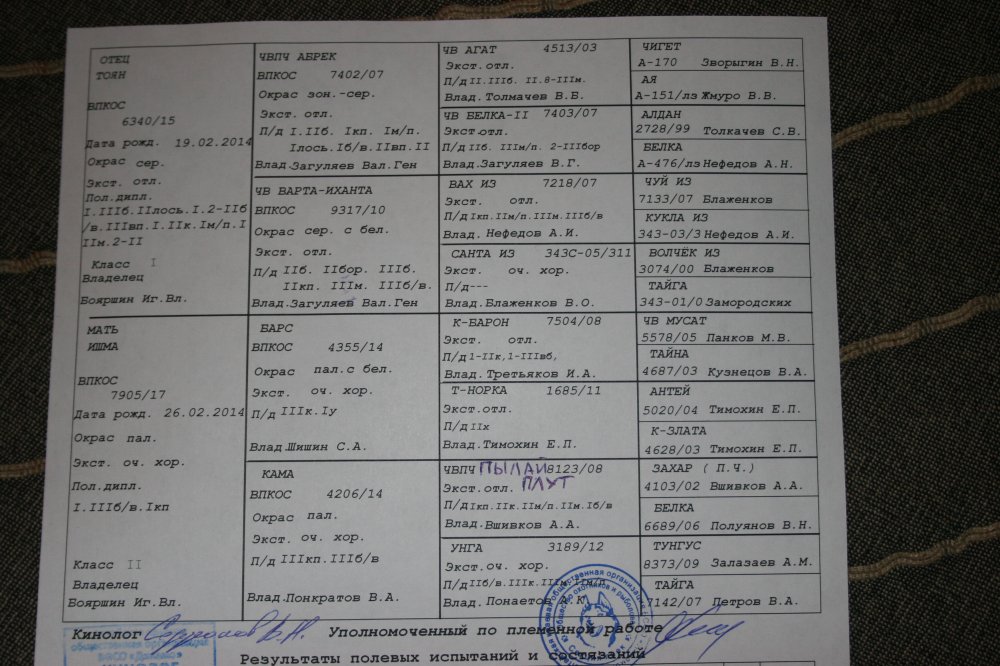 ОТЕЦ
ТОЯН
ВПКОС
6340/15
Дата рожд. 19.02.2014
Окрас сер.
Экст. отл.
Пол.дипл.
I.IIIб.IIлось.I.2-IIб
/в.IIIвп.I.IIк.Iм/п.I
IIм.2-II
Класс I
Владелец
Бояршин Иг.Вл.
МАТЬ
ИШМА
ВПКОС
7905/17
Дата рожд. 26.02.2014
Окрас пал.
Экст. оч. хор.
Пол.дипл.
I.IIIб/в.Iкп
Класс II
Владелец
Бояршин Иг.Вл.
ЧВПЧ АБРЕК
ВПКОС 7402/07
Окрас зон.-сер.
Экст. отл.
П/д I.IIб. Iкп. Iм/п.
Iлось.Iб/в.IIвп.II
Влад.Загуляев Вал.Ген
ЧВ ВАРТА-ИХАНТА
ВПКОС 9317/10
Окрас сер. с бел.
Экст. отл.
П/д IIб. IIбор. IIIб.
IIкп. IIIм. IIIб/в.
Влад.Загуляев Вал.Ген
БАРС
ВПКОС 4355/14
Окрас пал.с бел.
Экст. оч. хор.
П/д IIIк.Iу
Влад.Шишин С.А.
КАМА
ВПКОС 4206/14
Окрас пал.
Экст. оч. хор.
П/д IIIкп.IIIб/в
Влад.Понкратов В.А.
ЧВ АГАТ 4513/03
Экст. отл.
П/д II.IIIб. II.8-IIIм.
Влад.Толмачев В.Б.
ЧВ БЕЛКА-II 7403/07
Экст.отл.
П/д IIб. IIIм/п. 2-IIIбор
Влад.Загуляев В.Г.
ВАХ ИЗ 7218/07
Экст. отл.
П/д Iкп.IIм/п.IIIм.IIIб/в
Влад. Нефедов А.И.
САНТА ИЗ 343С-05/311
Экст. оч. хор.
П/д---
Влад.Блаженков В.О.
К-БАРОН 7504/08
Экст. отл.
П/д 1-IIк,1-IIIвб,
Влад. Третьяков И.А.
Т-НОРКА 1685/11
Экст.отл.
П/д IIх
Влад.Тимохин Е.П.
ЧВПЧ ПЫЛАЙ 8123/08
Экст.отл. ПЛУТ
П/д Iкп.IIк.IIм/п.IIм.Iб/в
Влад.Вшивков А.А.
УНГА 3189/12
Экст.оч. хор.
П/д IIб/в.IIIк.IIIм.IIм/п
Влад. Понаетов А.К
ЧИГЕТ
А-170 Зворыгин В.Н.
АЯ
А-151/лз Жмуро В.В.
АЛДАН
2728/99 Толкачев С.В.
БЕЛКА
А-476/лз Нефедов А.Н.
ЧУЙ ИЗ
7133/07 Блаженков
КУКЛА ИЗ
343-03/3 Нефедов А.И.
ВОЛЧЁК ИЗ
3074/00 Блаженков
ТАЙГА
343-01/0 Замородских
ЧВ МУСАТ
5578/05 Панков М.В.
ТАЙНА
4687/03 Кузнецов В.А.
АНТЕЙ
5020/04 Тимохин Е.П.
К-ЗЛАТА
4628/03 Тимохин Е.П.
ЗАХАР ( П.Ч.)
4103/02 Вшивков А.А.
БЕЛКА
6689/06 Полуянов В.Н.
ТУНГУС
8373/09 Залазаев А.М.
ТАЙГА
7142/07 Петров В.А.
Кинолог Уполномоченный по племенной работе
общественная организация
Результаты полевых испытаний и состязаний